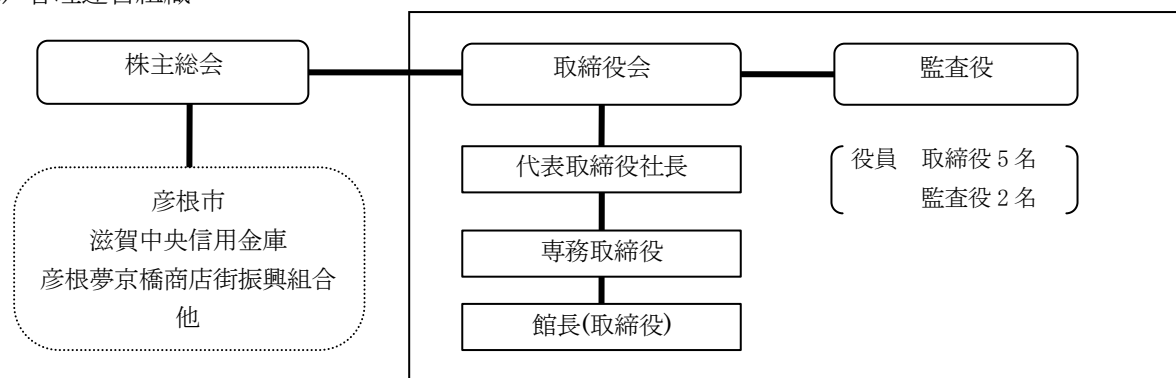 株主総会
取締役会
監査役
代表取締役社長
役員 取締役5名
監査役2名
彦根市
滋賀中央信用金庫
彦根夢京橋商店街振興組合
他
専務取締役
館長(取締役)